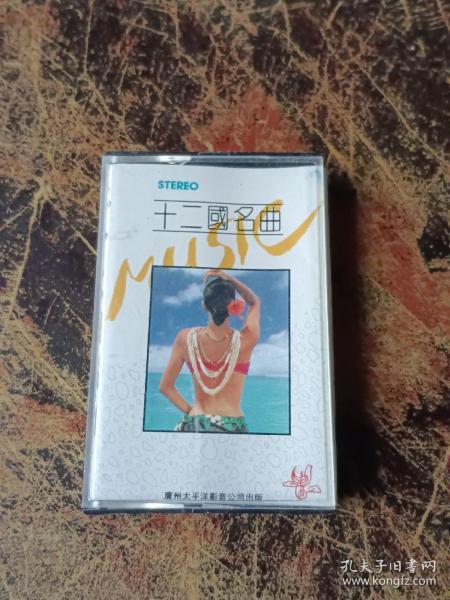 STEREO
十二國名曲
MUSIC
廣州太平洋影音公司出版
孔夫子旧书网
www.kongfz.com